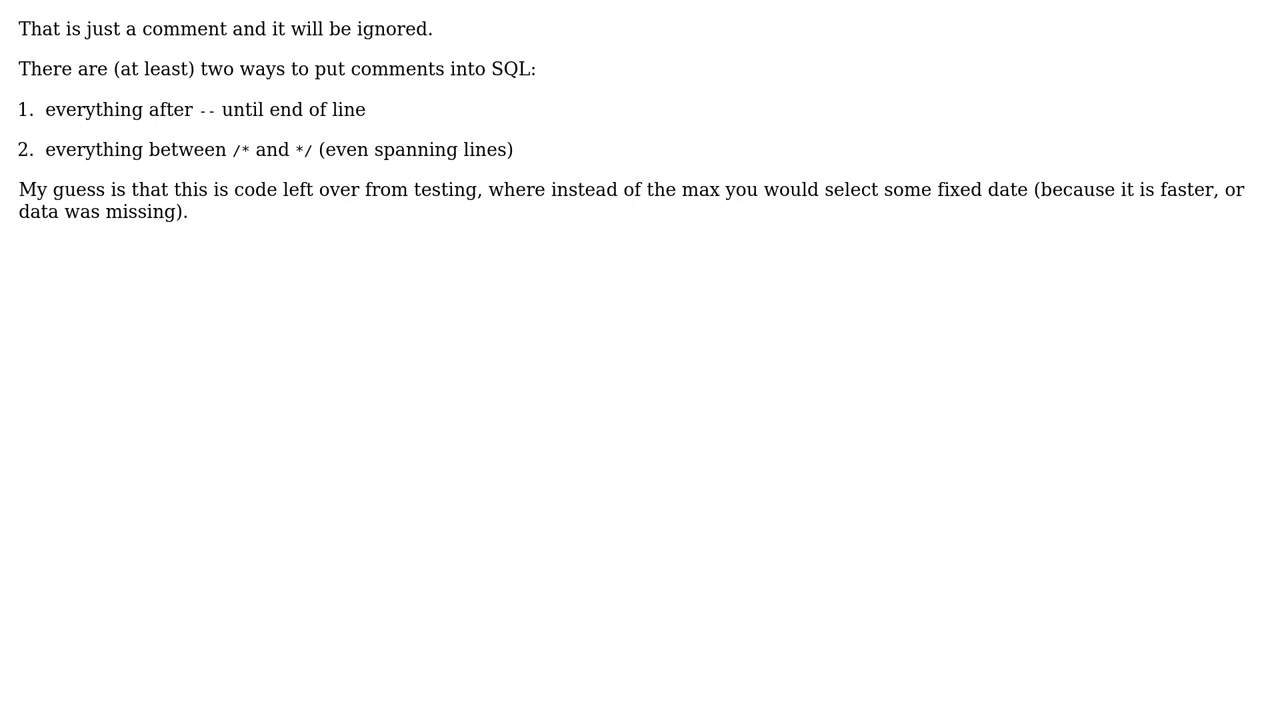 That is just a comment and it will be ignored.
There are (at least) two ways to put comments into SQL:
1. everything after -- until end of line
2. everything between /* and */ (even spanning lines)
My guess is that this is code left over from testing, where instead of the max you would select some fixed date (because it is faster, or
data was missing).